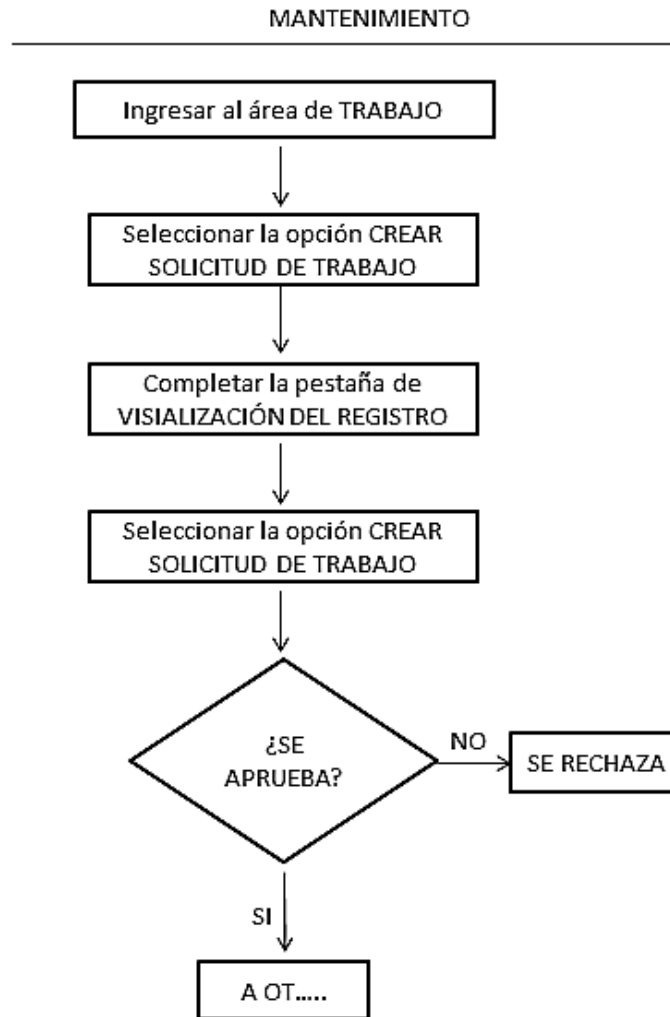 MANTENIMIENTO
Ingresar al área de TRABAJO
Seleccionar la opción CREAR
SOLICITUD DE TRABAJO
Completar la pestaña de
VISIALIZACIÓN DEL REGISTRO
Seleccionar la opción CREAR
SOLICITUD DE TRABAJO
¿SE
APRUEBA?
NO
SE RECHAZA
SI
A OT.....